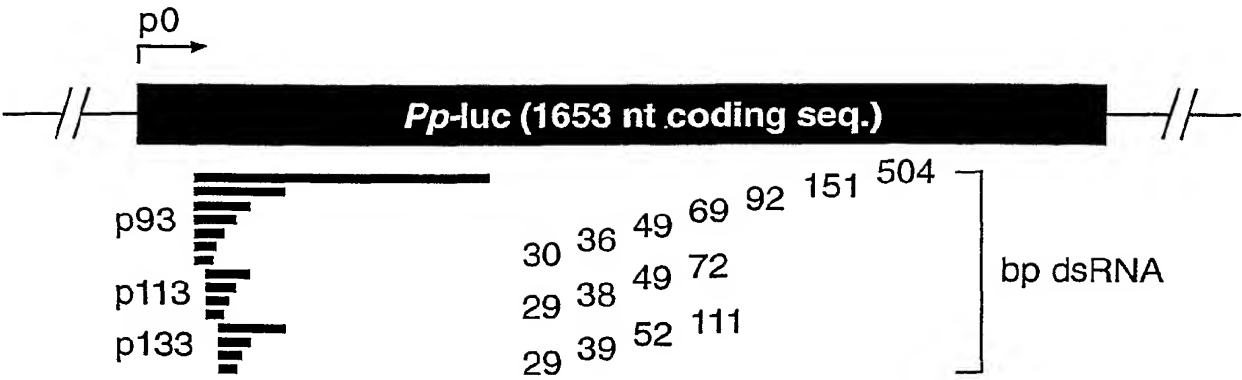 p0
Pp-luc (1653 nt coding seq.)
p93
30 36 49 69 92 151 504
p113
29 38 49 72
bp dsRNA
p133
29 39 52 111